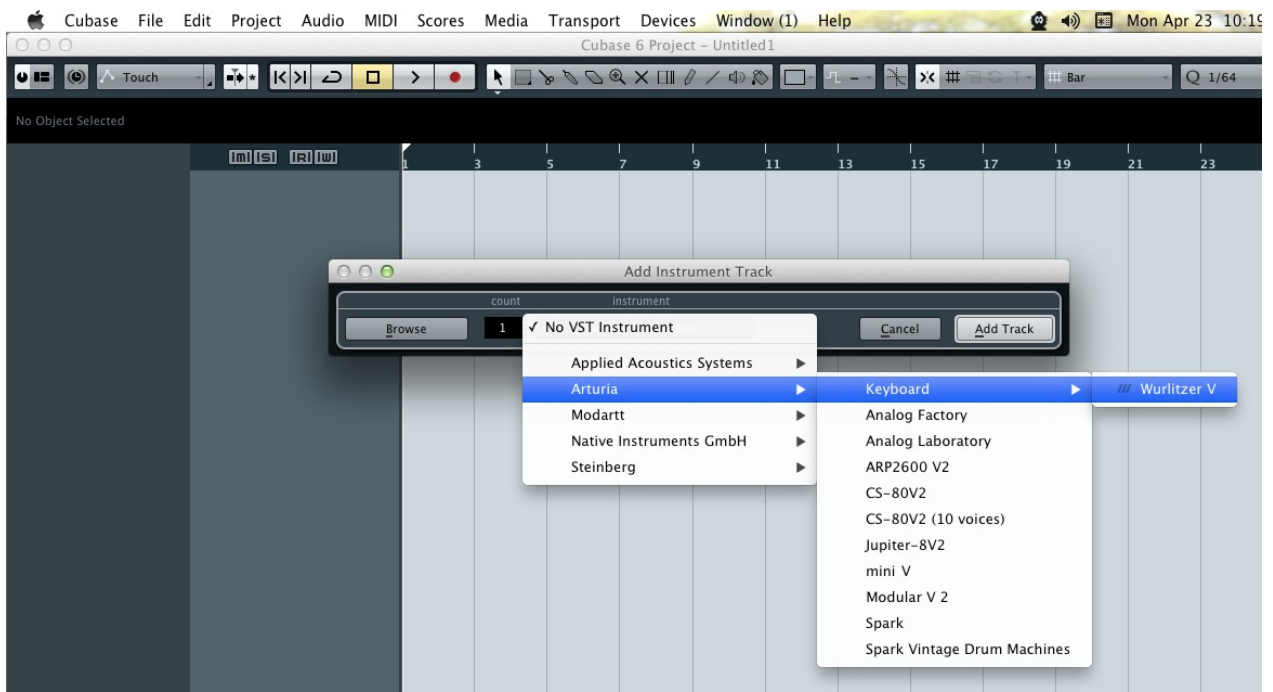 Cubase File Edit Project Audio MIDI Scores Media Transport Devices Window (1) Help Mon Apr 23 10:19
Cubase 6 Project - Untitled1
Touch Bar Q 1/64
No Object Selected
M S R W 1 3 5 7 9 11 13 15 17 19 21 23
Add Instrument Track
count instrument
Browse 1 ✓ No VST Instrument Cancel Add Track
Applied Acoustics Systems
Arturia Keyboard Wurlitzer V
Modartt Analog Factory
Native Instruments GmbH Analog Laboratory
Steinberg ARP2600 V2
CS-80V2
CS-80V2 (10 voices)
Jupiter-8V2
mini V
Modular V 2
Spark
Spark Vintage Drum Machines